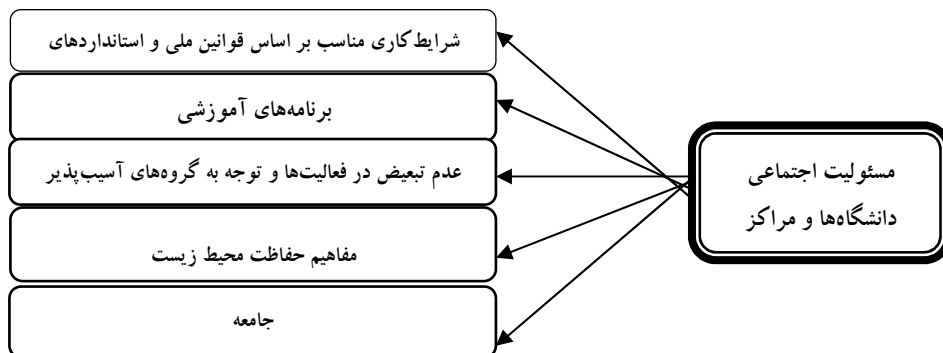 مسئولیت اجتماعی
دانشگاه‌ها و مراکز
شرایط کاری مناسب بر اساس قوانین ملی و استانداردهای
برنامه‌های آموزشی
عدم تبعیض در فعالیت‌ها و توجه به گروه‌های آسیب‌پذیر
مفاهیم حفاظت محیط زیست
جامعه